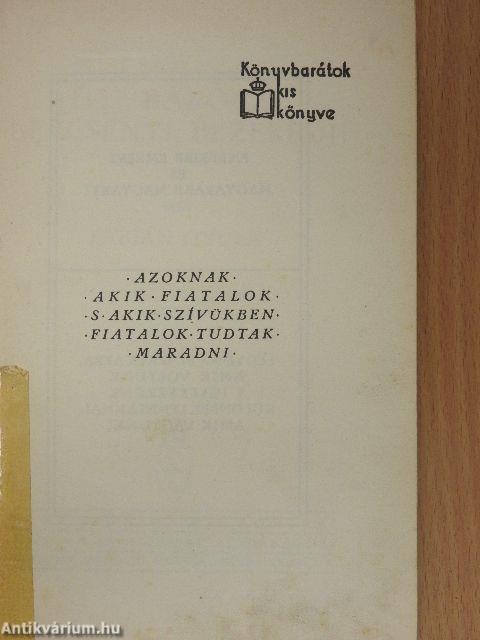 Könyvbarátok
kis
könyve
·AZOKNAK·
·AKIK·FIATALOK·
·S·AKIK·SZÍVÜKBEN·
·FIATALOK·TUDTAK·
·MARADNI·
Antikvárium.hu